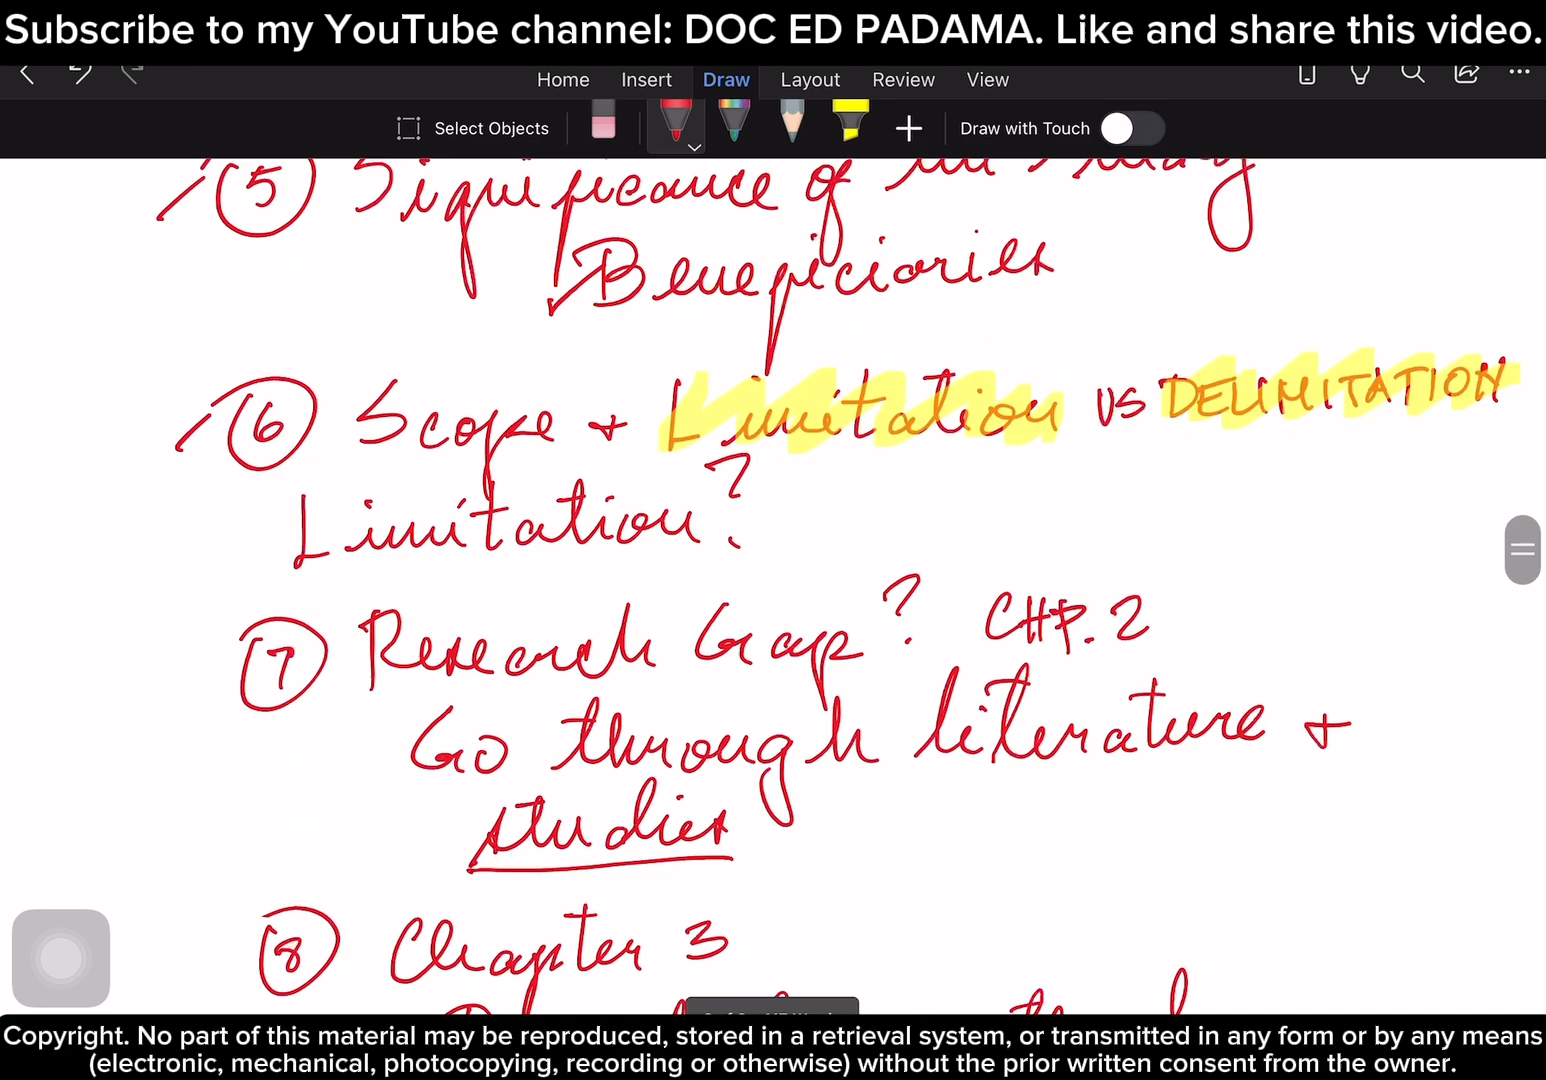 Subscribe to my YouTube channel: DOC ED PADAMA. Like and share this video.
Home Insert Draw Layout Review View
Select Objects Draw with Touch
5 Significance of the Study
Beneficiaries
6 Scope + Limitation VS DELIMITATION
Limitation?
7 Research Gap? CHP. 2
Go through literature +
studies
8 Chapter 3
Copyright. No part of this material may be reproduced, stored in a retrieval system, or transmitted in any form or by any means
(electronic, mechanical, photocopying, recording or otherwise) without the prior written consent from the owner.